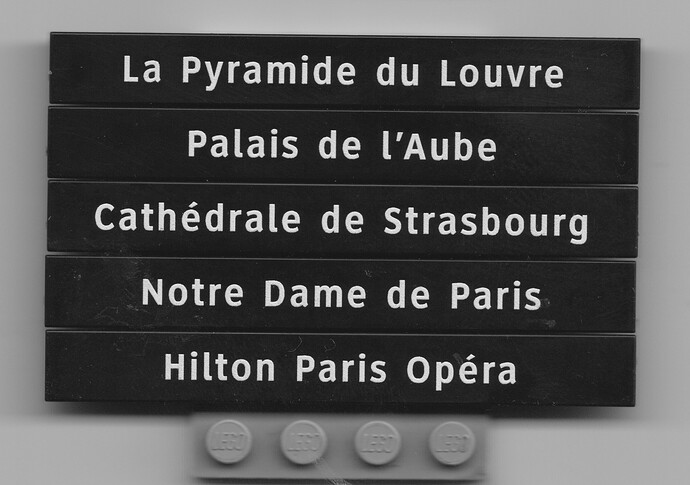 La Pyramide du Louvre
Palais de l'Aube
Cathédrale de Strasbourg
Notre Dame de Paris
Hilton Paris Opéra
LEGO LEGO LEGO LEGO